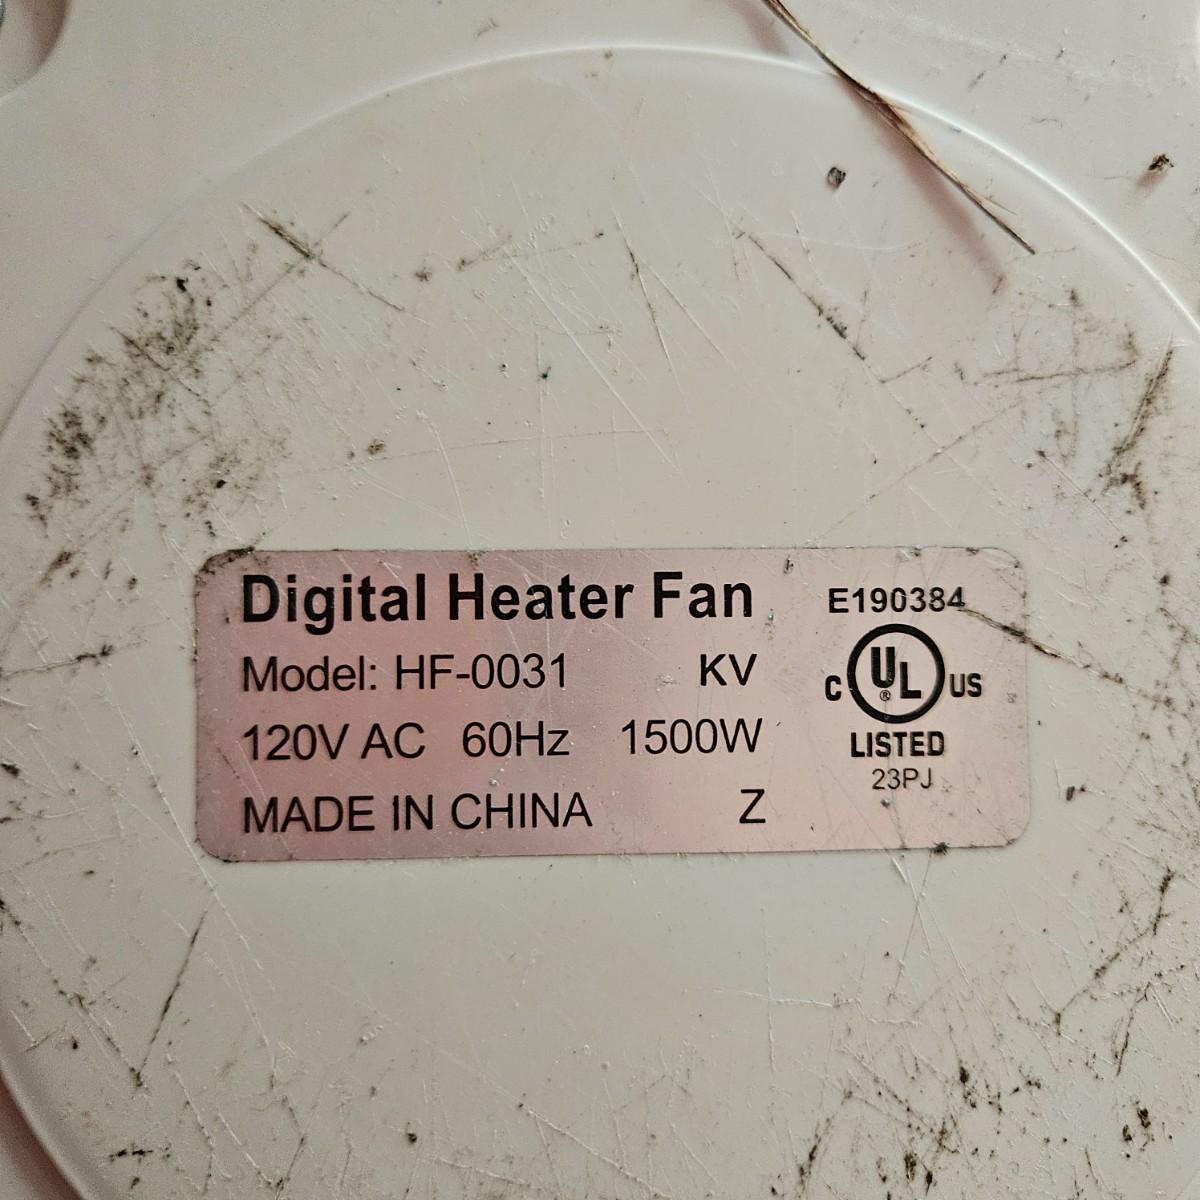 Digital Heater Fan
Model: HF-0031 KV
120V AC 60Hz 1500W
MADE IN CHINA Z
E190384
C UL® US
LISTED
23PJ